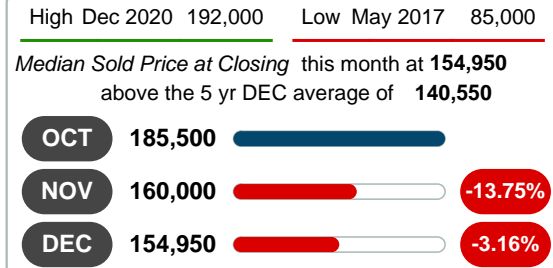 High Dec 2020 192,000 Low May 2017 85,000
Median Sold Price at Closing this month at 154,950
above the 5 yr DEC average of 140,550
OCT 185,500
NOV 160,000 -13.75%
DEC 154,950 -3.16%